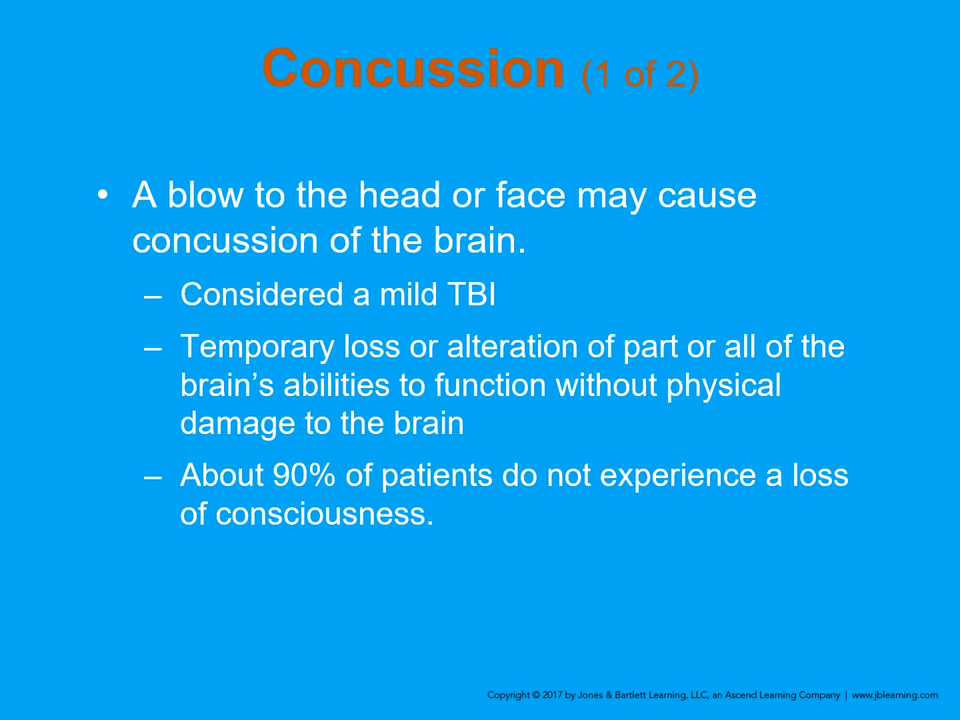 Concussion (1 of 2)
• A blow to the head or face may cause
concussion of the brain.
– Considered a mild TBI
– Temporary loss or alteration of part or all of the
brain’s abilities to function without physical
damage to the brain
– About 90% of patients do not experience a loss
of consciousness.
Copyright © 2017 by Jones & Bartlett Learning, LLC, an Ascend Learning Company | www.jblearning.com